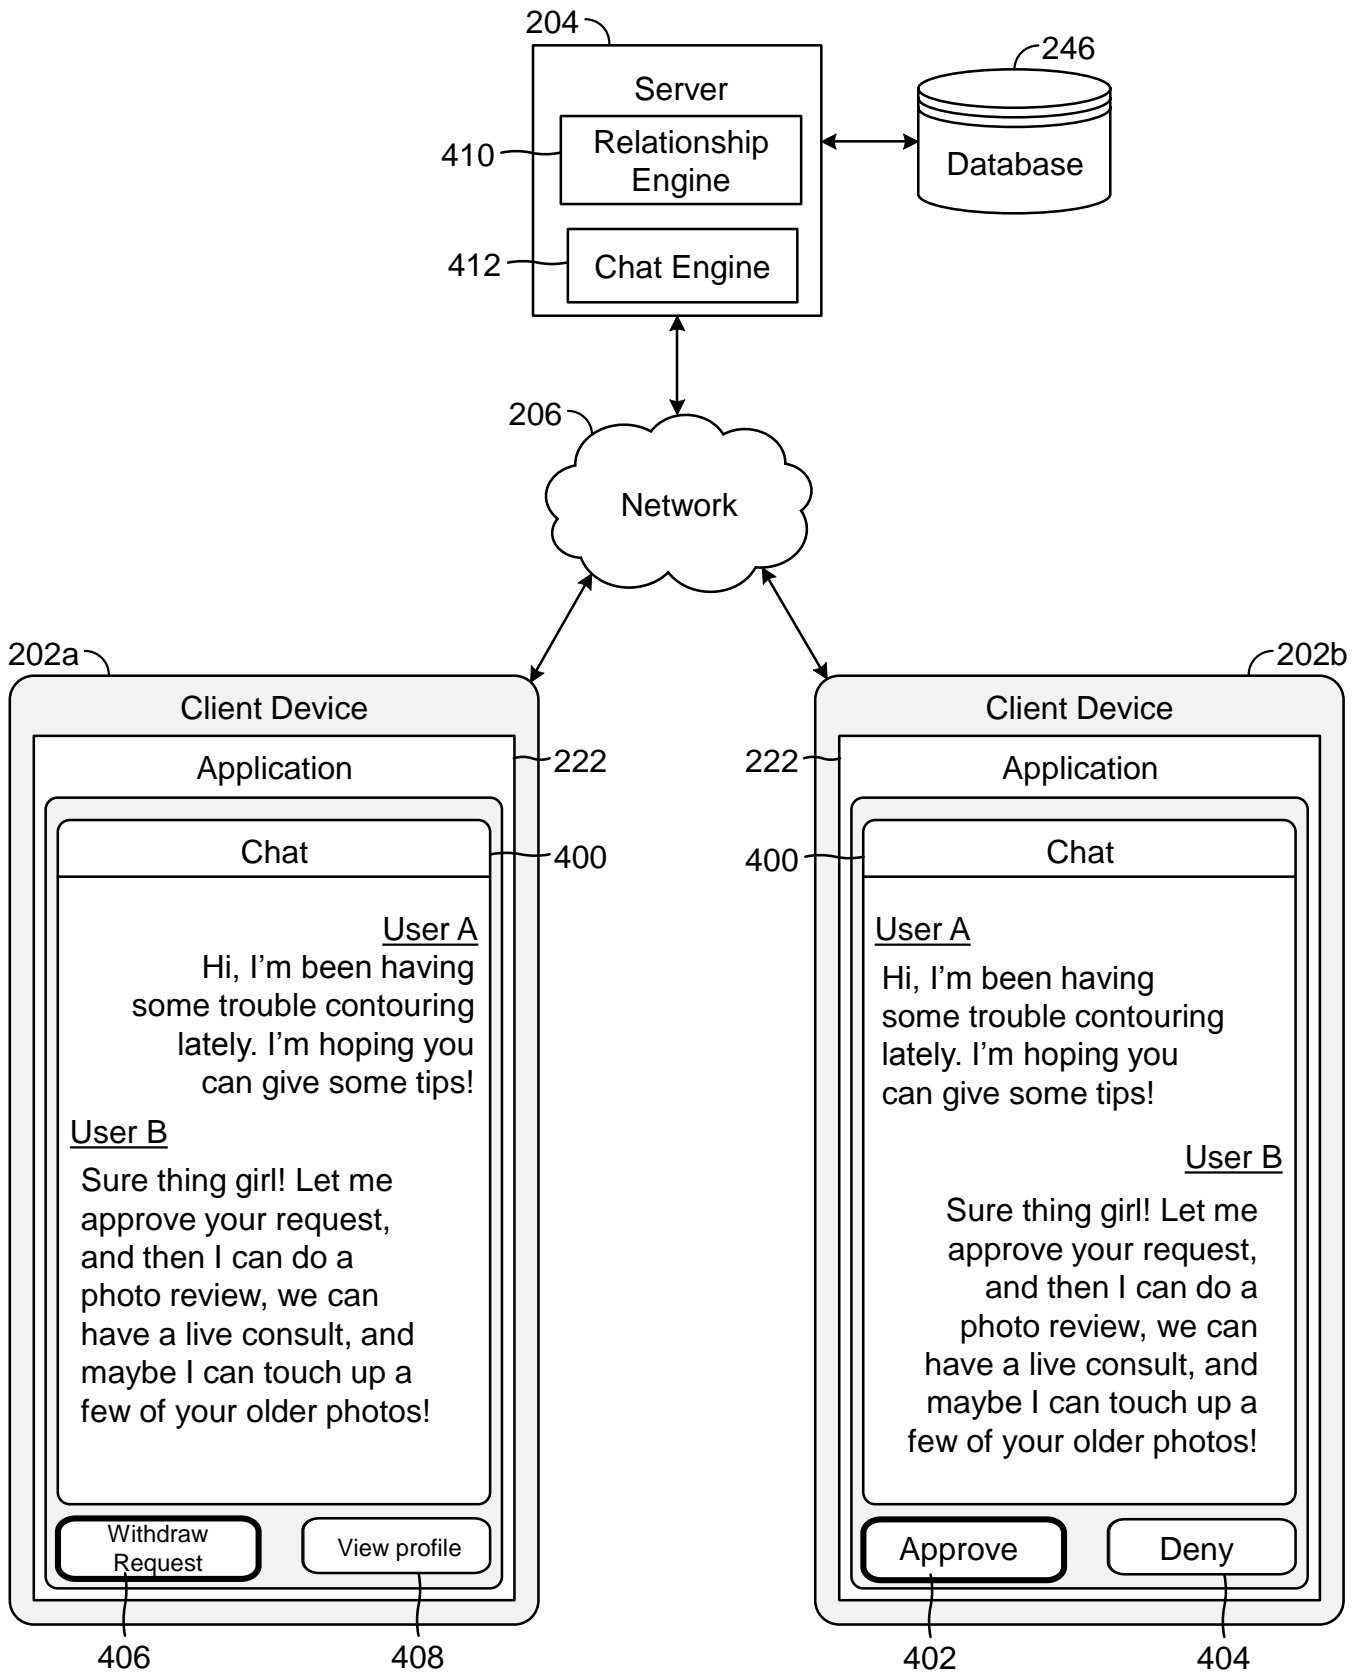 204
246
Server
Relationship
Engine
410
Database
412
Chat Engine
206
Network
202a
Client Device
Application
222
Chat
400
User A
Hi, I’m been having
some trouble contouring
lately. I’m hoping you
can give some tips!
User B
Sure thing girl! Let me
approve your request,
and then I can do a
photo review, we can
have a live consult, and
maybe I can touch up a
few of your older photos!
Withdraw
Request
View profile
406
408
202b
Client Device
222
Application
400
Chat
User A
Hi, I’m been having
some trouble contouring
lately. I’m hoping you
can give some tips!
User B
Sure thing girl! Let me
approve your request,
and then I can do a
photo review, we can
have a live consult, and
maybe I can touch up a
few of your older photos!
Approve
Deny
402
404